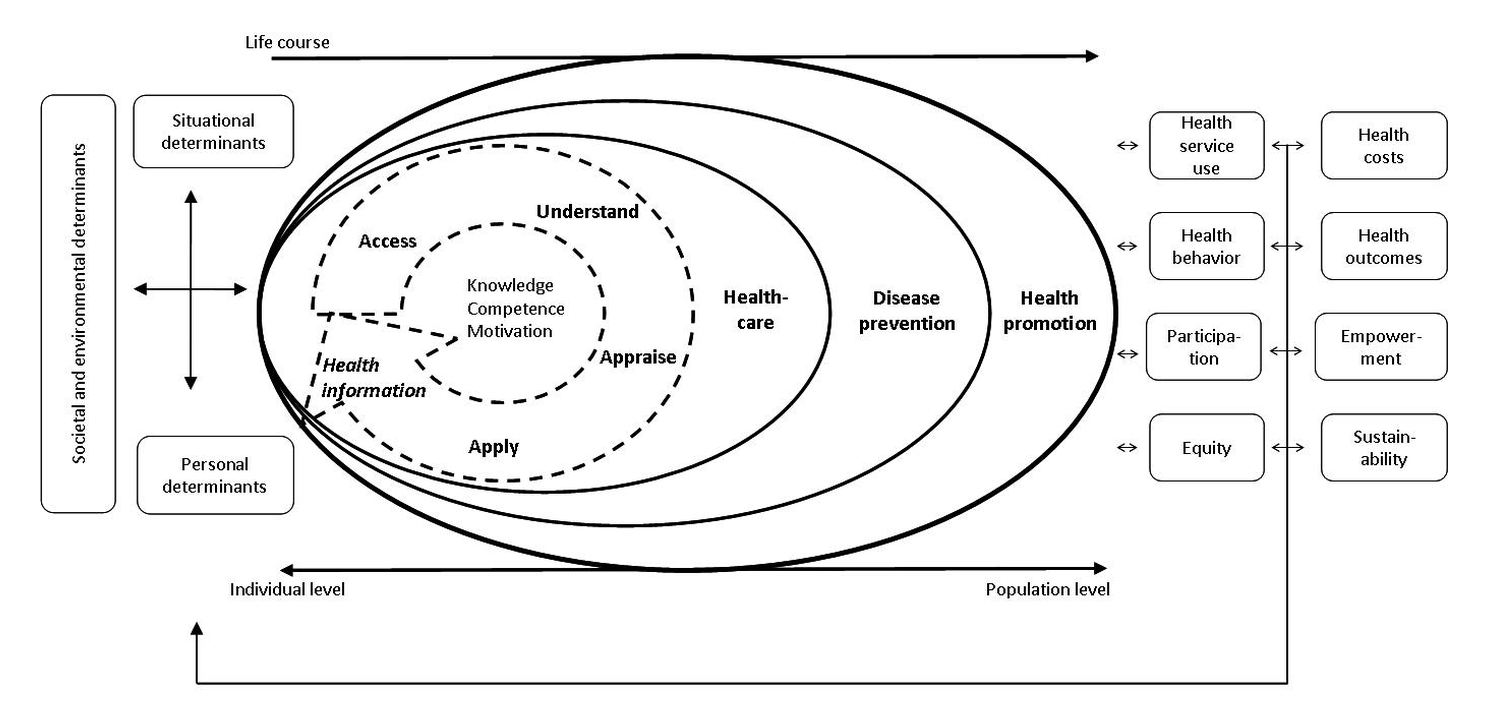 Life course
Societal and environmental determinants
Situational
determinants
Personal
determinants
Access
Understand
Appraise
Apply
Health
information
Knowledge
Competence
Motivation
Health-
care
Disease
prevention
Health
promotion
Health
service
use
Health
costs
Health
behavior
Health
outcomes
Participa-
tion
Empower-
ment
Equity
Sustain-
ability
Individual level
Population level